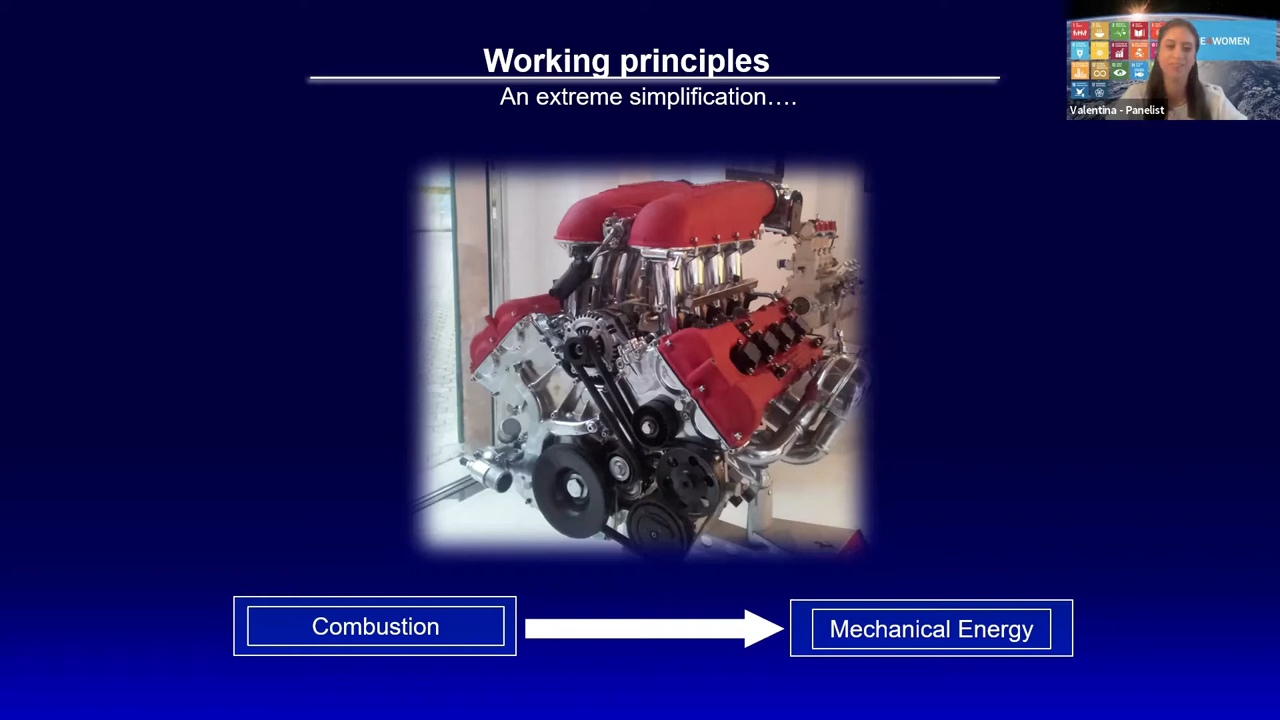 Working principles
An extreme simplification….
WOMEN
Valentina - Panelist
Combustion
Mechanical Energy